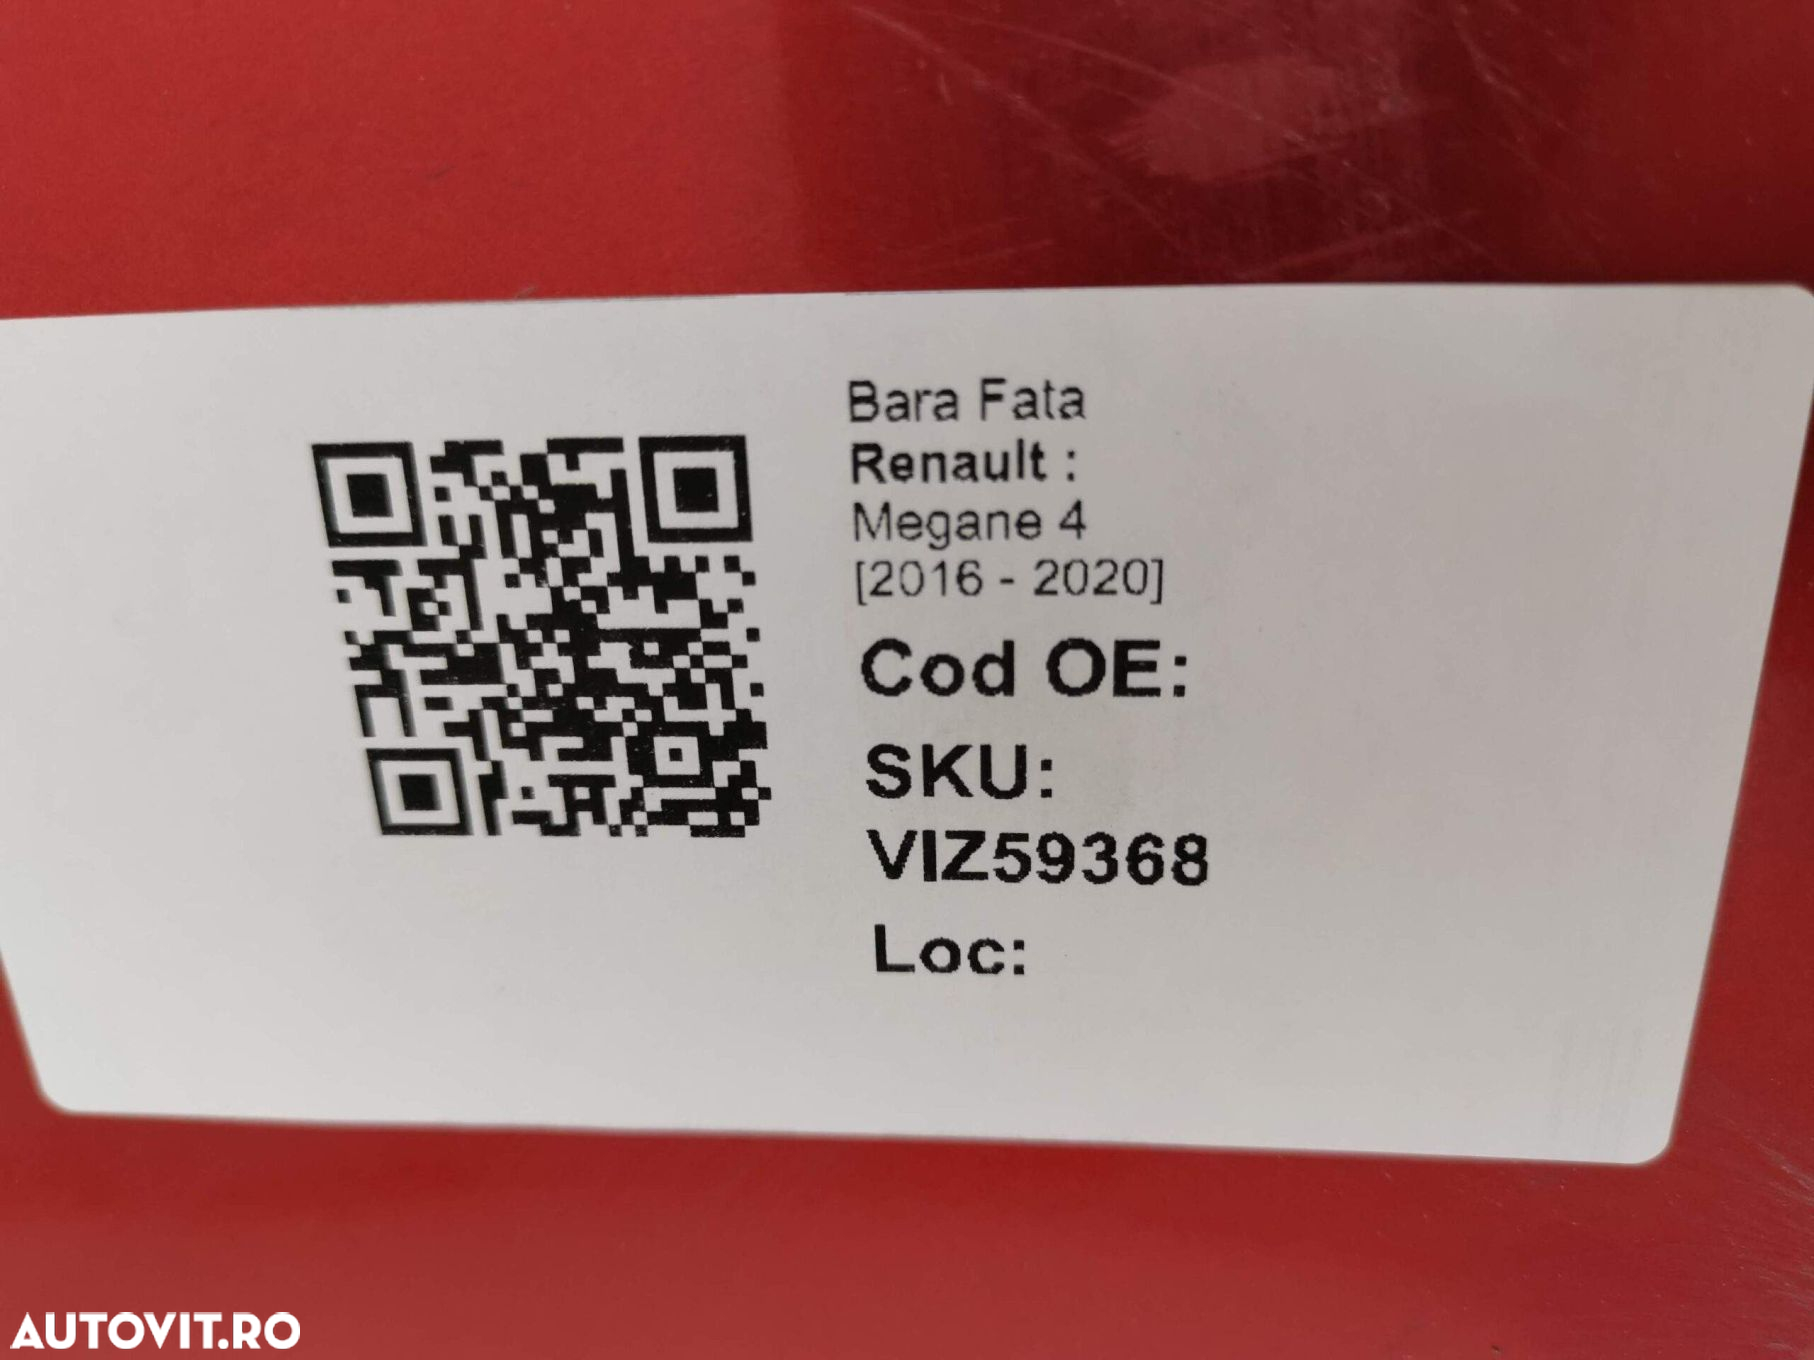 Bara Fata
Renault :
Megane 4
[2016 - 2020]
Cod OE:
SKU:
VIZ59368
Loc:
AUTOVIT.RO